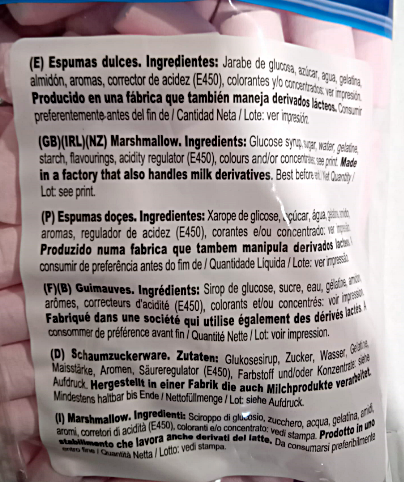 (E) Espumas dulces. Ingredientes: Jarabe de glucosa, azúcar, agua, gelatina,
almidón, aromas, corrector de acidez (E450), colorantes y/o concentrados: ver impresión.
Producido en una fábrica que también maneja derivados lácteos. Consumir
preferentemente antes del fin de / Cantidad Neta / Lote: ver impresión.
(GB)(IRL)(NZ) Marshmallow. Ingredients: Glucose syrup, sugar, water, gelatine,
starch, flavourings, acidity regulator (E450), colours and/or concentrates: see print. Made
in a factory that also handles milk derivatives. Best before end, Net Quantity /
Lot: see print.
(P) Espumas doçes. Ingredientes: Xarope de glicose, açúcar, água,
aromas, regulador de acidez (E450), corantes e/ou concentrado: ver
Produzido numa fabrica que tambem manipula derivados
consumir de preferência antes do fim de / Quantidade Líquida / Lote: ver impressão.
(F)(B) Guimauves. Ingrédients: Sirop de glucose, sucre, eau, gélatine, amidon,
arômes, correcteurs d'acidité (E450), colorants et/ou concentrés: voir impression.
Fabriqué dans une société qui utilise également des dérivés lactés. A
consommer de préférence avant fin / Quantité Nette / Lot: voir impression.
(D) Schaumzuckerware. Zutaten: Glukosesirup, Zucker, Wasser, Gelatine,
Maisstärke, Aromen, Säureregulator (E450), Farbstoff und/oder Konzentrate: siehe
Aufdruck. Hergestellt in einer Fabrik die auch Milchprodukte verarbeitet.
Mindestens haltbar bis Ende / Nettofüllmenge / Lot: siehe Aufdruck.
(I) Marshmallow. Ingredienti: Sciroppo di glucosio, zucchero, acqua, gelatina, amidi,
aromi, corretori di acidità (E450), coloranti e/o concentrato: vedi stampa. Prodotto in uno
stabilimento che lavora anche derivati del latte. Da consumarsi preferibilmente
entro fine / Quantità Netta / Lotto: vedi stampa.